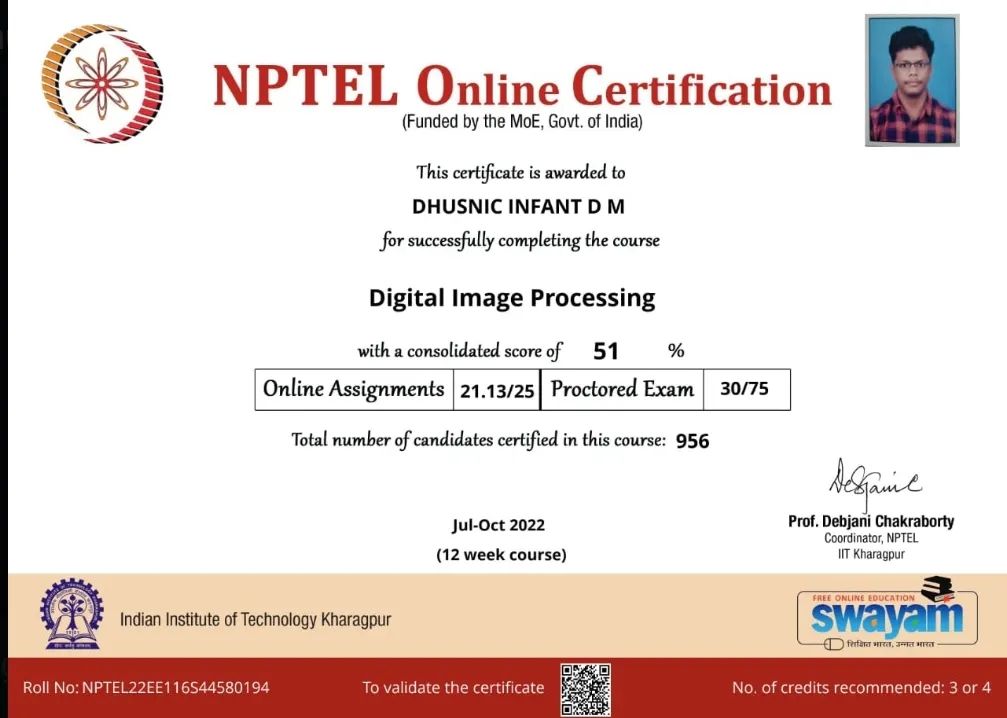 NPTEL Online Certification
(Funded by the MoE, Govt. of India)
This certificate is awarded to
DHUSNIC INFANT D M
for successfully completing the course
Digital Image Processing
with a consolidated score of 51 %
Online Assignments 21.13/25 Proctored Exam 30/75
Total number of candidates certified in this course: 956
Jul-Oct 2022
(12 week course)
Prof. Debjani Chakraborty
Coordinator, NPTEL
IIT Kharagpur
Indian Institute of Technology Kharagpur
FREE ONLINE EDUCATION
swayam
शिक्षित भारत, उन्नत भारत
Roll No: NPTEL22EE116S44580194
To validate the certificate
No. of credits recommended: 3 or 4